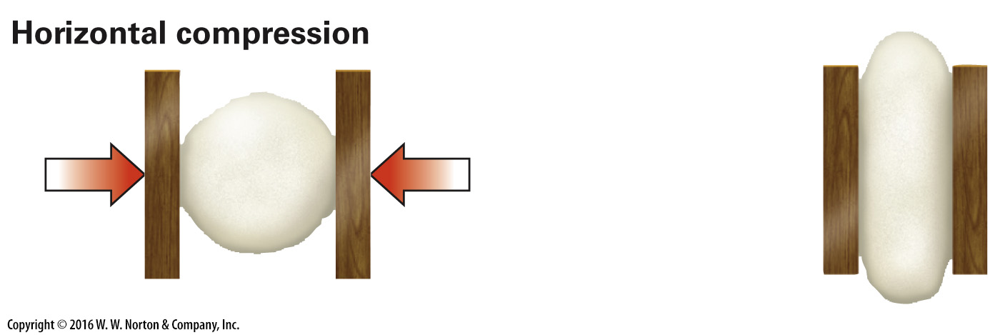 Horizontal compression
Copyright © 2016 W. W. Norton & Company, Inc.